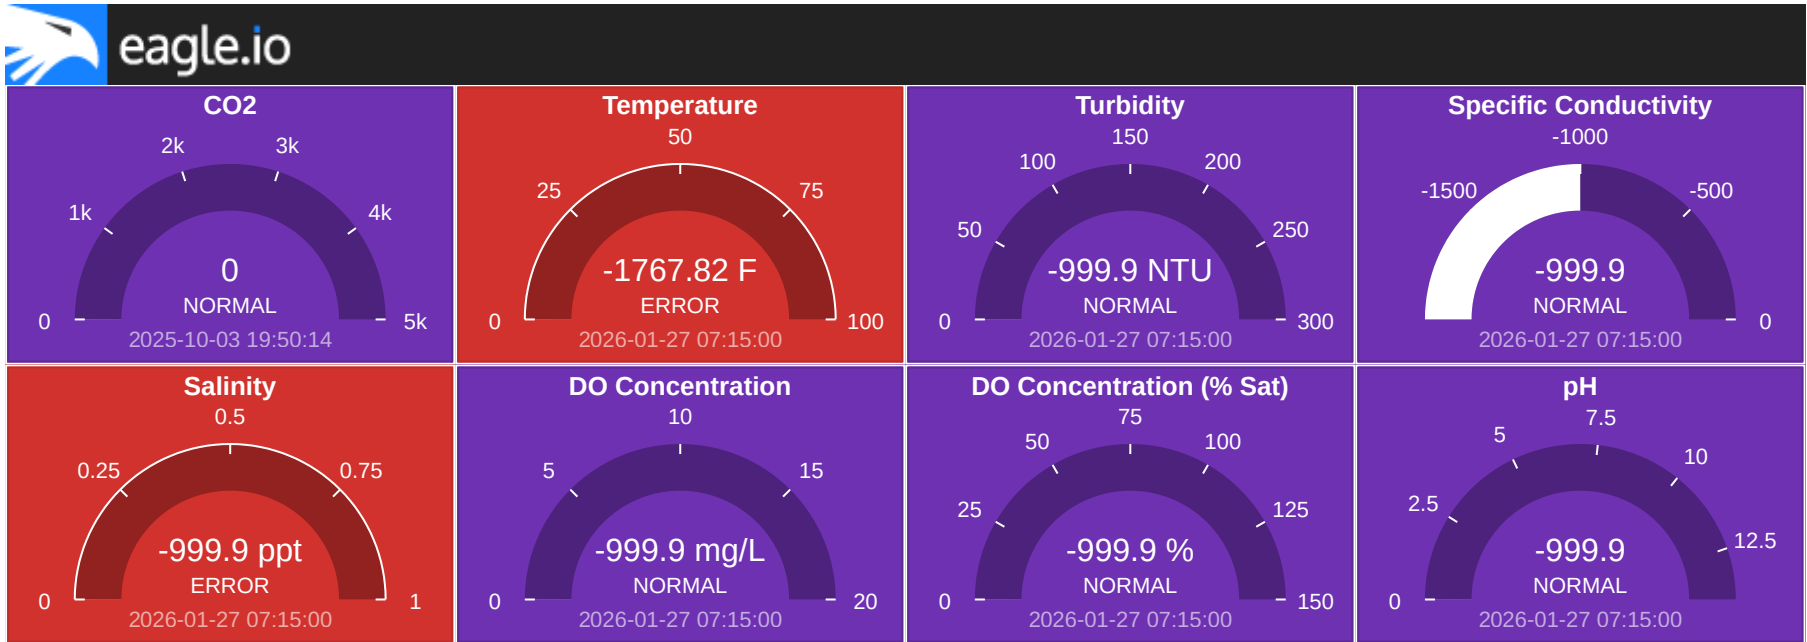 eagle.io
CO2
2k
3k
1k
4k
0
NORMAL
0
5k
2025-10-03 19:50:14
Temperature
50
25
75
-1767.82 F
ERROR
0
100
2026-01-27 07:15:00
Turbidity
150
100
200
50
250
-999.9 NTU
NORMAL
0
300
2026-01-27 07:15:00
Specific Conductivity
-1000
-1500
-500
-999.9
NORMAL
0
2026-01-27 07:15:00
Salinity
0.5
0.25
0.75
-999.9 ppt
ERROR
0
1
2026-01-27 07:15:00
DO Concentration
10
5
15
-999.9 mg/L
NORMAL
0
20
2026-01-27 07:15:00
DO Concentration (% Sat)
75
50
100
25
125
-999.9 %
NORMAL
0
150
2026-01-27 07:15:00
pH
7.5
5
10
2.5
12.5
-999.9
NORMAL
0
2026-01-27 07:15:00